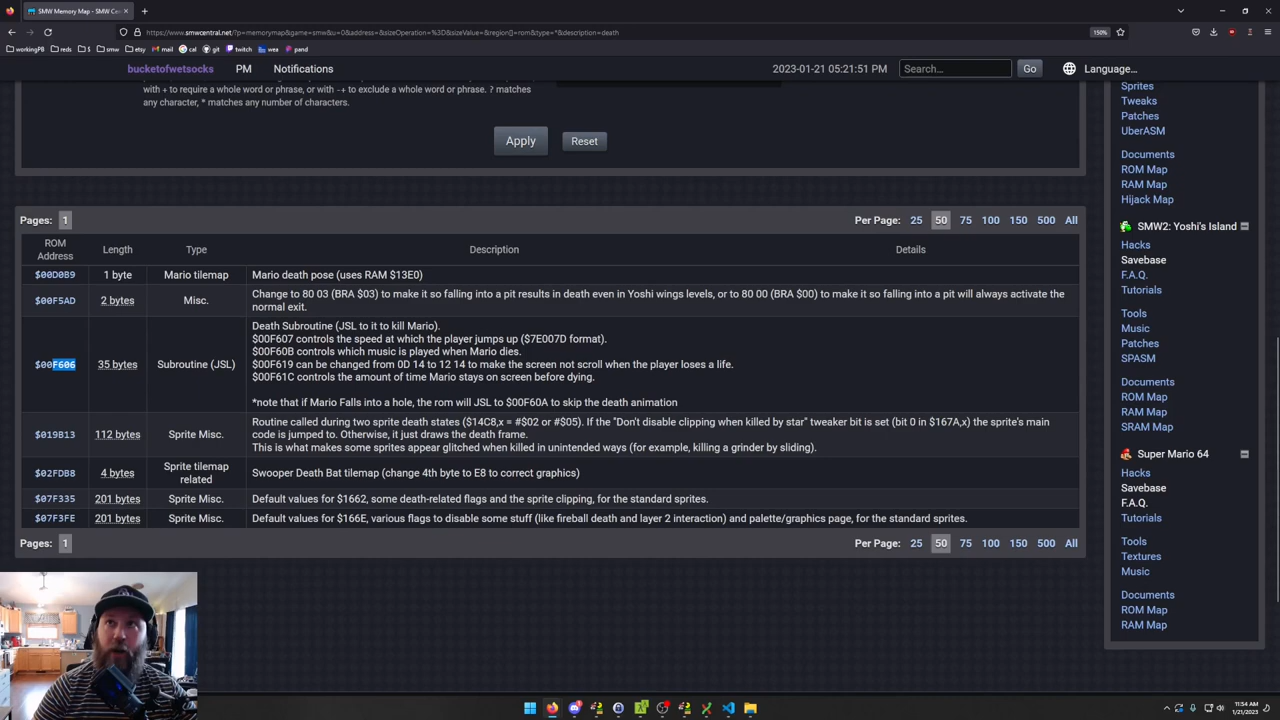 SMW Memory Map - SMW Cen
https://www.smwcentral.net/?p=memorymap&game=smw&u=0&address=&sizeOperation=%3D&sizeValue=&region[]=rom&type=*&description=death
150%
workingPB reds $ smw etsy mail cal git twitch wea pand
bucketofwetsocks PM Notifications 2023-01-21 05:21:51 PM Search... Go Language...
with + to require a whole word or phrase, or with -+ to exclude a whole word or phrase. ? matches
any character, * matches any number of characters.
Apply Reset
Pages: 1 Per Page: 25 50 75 100 150 500 All
ROM Address Length Type Description Details
$00D0B9 1 byte Mario tilemap Mario death pose (uses RAM $13E0)
$00F5AD 2 bytes Misc. Change to 80 03 (BRA $03) to make it so falling into a pit results in death even in Yoshi wings levels, or to 80 00 (BRA $00) to make it so falling into a pit will always activate the
normal exit.
$00F606 35 bytes Subroutine (JSL) Death Subroutine (JSL to it to kill Mario).
$00F607 controls the speed at which the player jumps up ($7E007D format).
$00F60B controls which music is played when Mario dies.
$00F619 can be changed from 0D 14 to 12 14 to make the screen not scroll when the player loses a life.
$00F61C controls the amount of time Mario stays on screen before dying.
*note that if Mario Falls into a hole, the rom will JSL to $00F60A to skip the death animation
$019B13 112 bytes Sprite Misc. Routine called during two sprite death states ($14C8,x = #$02 or #$05). If the "Don't disable clipping when killed by star" tweaker bit is set (bit 0 in $167A,x) the sprite's main
code is jumped to. Otherwise, it just draws the death frame.
This is what makes some sprites appear glitched when killed in unintended ways (for example, killing a grinder by sliding).
$02FDB8 4 bytes Sprite tilemap related Swooper Death Bat tilemap (change 4th byte to E8 to correct graphics)
$07F335 201 bytes Sprite Misc. Default values for $1662, some death-related flags and the sprite clipping, for the standard sprites.
$07F3FE 201 bytes Sprite Misc. Default values for $166E, various flags to disable some stuff (like fireball death and layer 2 interaction) and palette/graphics page, for the standard sprites.
Pages: 1 Per Page: 25 50 75 100 150 500 All
Sprites
Tweaks
Patches
UberASM
Documents
ROM Map
RAM Map
Hijack Map
SMW2: Yoshi's Island
Hacks
Savebase
F.A.Q.
Tutorials
Tools
Music
Patches
SPASM
Documents
ROM Map
RAM Map
SRAM Map
Super Mario 64
Hacks
Savebase
F.A.Q.
Tutorials
Tools
Textures
Music
Documents
ROM Map
RAM Map
11:54 AM
1/21/2023